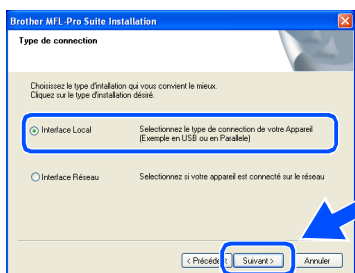 Brother MFL-Pro Suite Installation
Type de connection
Choisissez le type d'intallation qui vous convient le mieux.
Cliquez sur le type d'installation désiré.
Interface Local
Selectionnez le type de connection de votre Appareil
(Exemple en USB ou en Parallele)
Interface Réseau
Selectionnez si votre appareil est connecté sur le réseau
< Précédent
Suivant >
Annuler